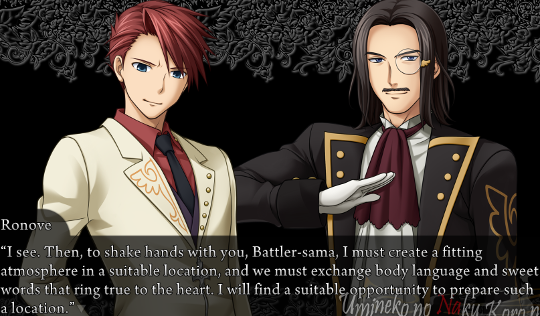 Ronove
“I see. Then, to shake hands with you, Battler-sama, I must create a fitting
atmosphere in a suitable location, and we must exchange body language and sweet
words that ring true to the heart. I will find a suitable opportunity to prepare such
a location.”
Umineko no Naku Koro n